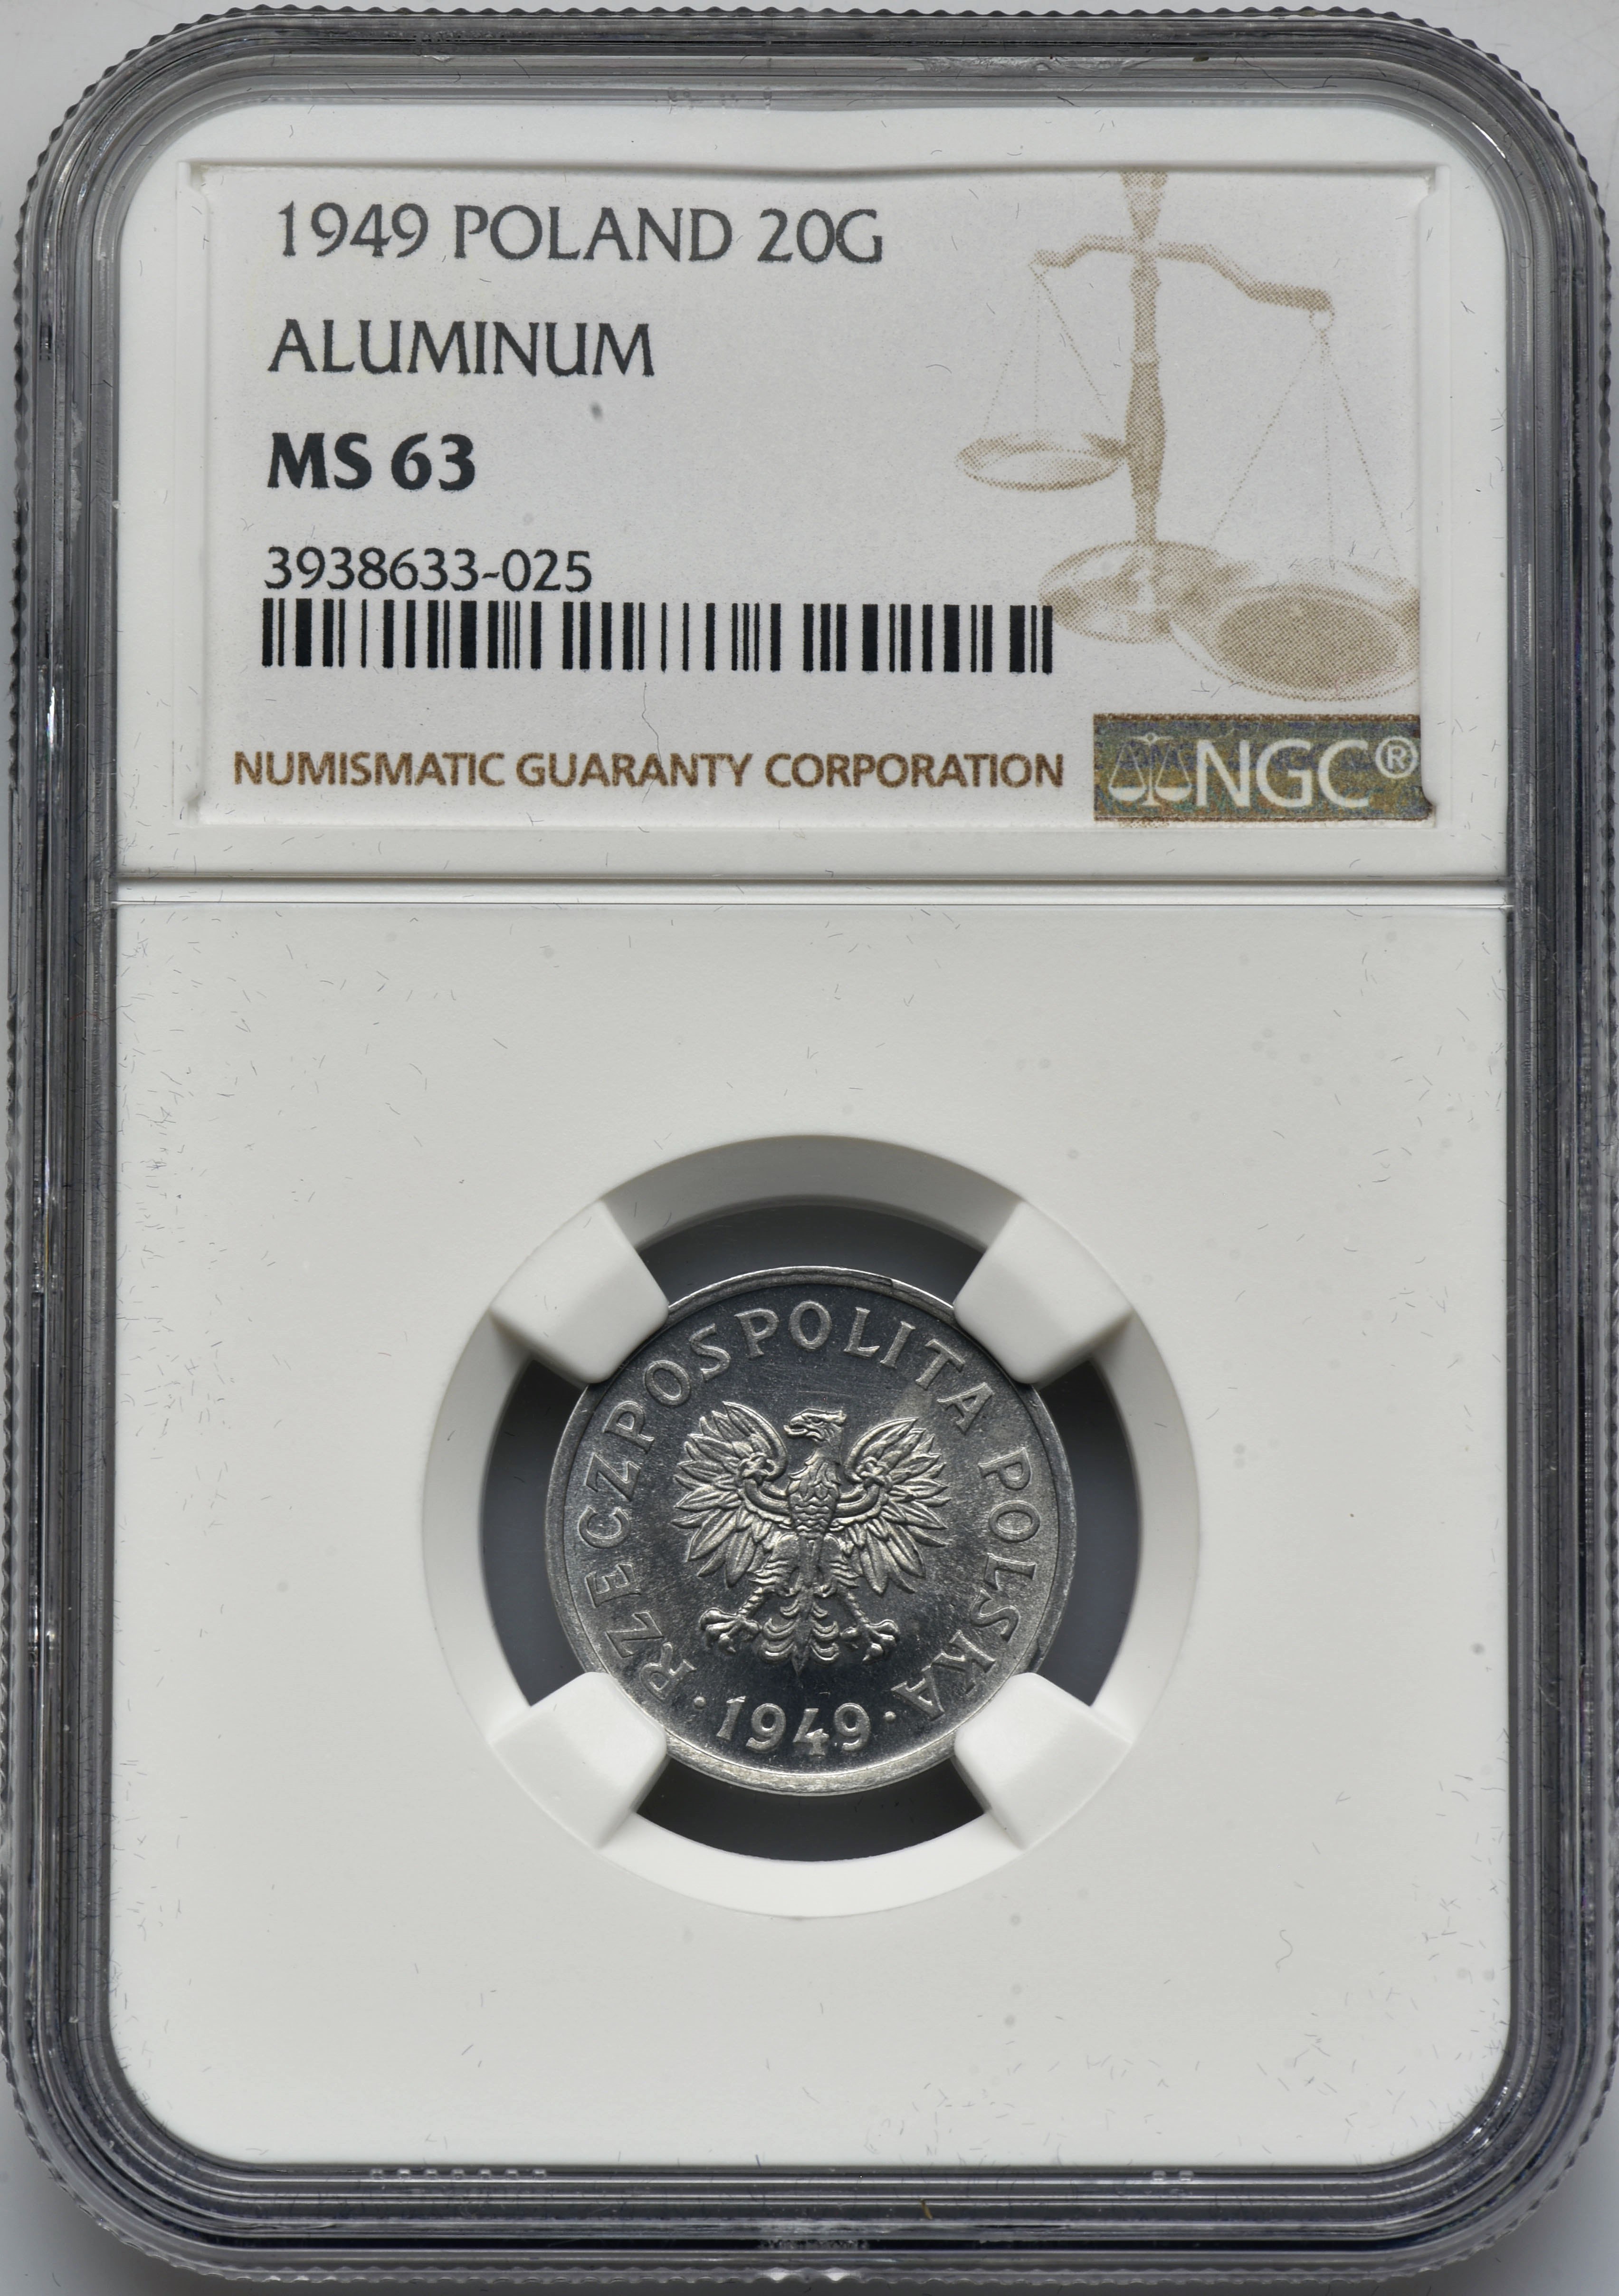 1949 POLAND 20G
ALUMINUM
MS 63
3938633-025
NUMISMATIC GUARANTY CORPORATION
NGC®
RZECZPOSPOLITA POLSKA
·1949·